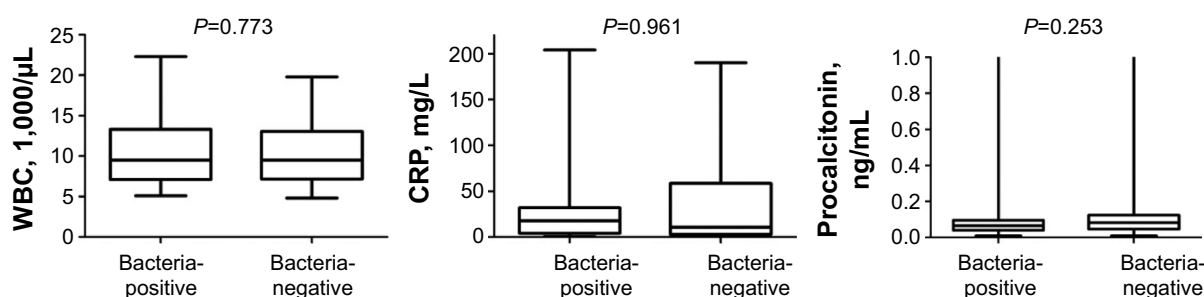 P=0.773
WBC, 1,000/µL
25
20
15
10
5
0
Bacteria-
positive
Bacteria-
negative
P=0.961
CRP, mg/L
200
150
100
50
0
Bacteria-
positive
Bacteria-
negative
P=0.253
Procalcitonin,
ng/mL
1.0
0.8
0.6
0.4
0.2
0.0
Bacteria-
positive
Bacteria-
negative